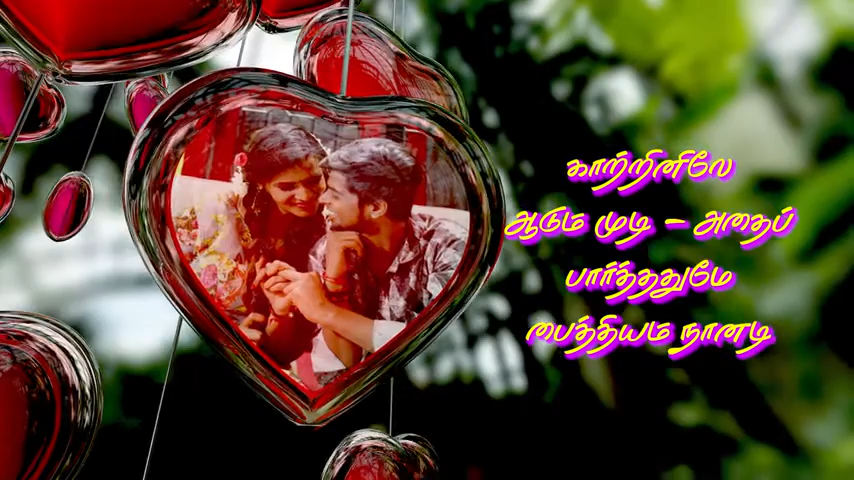 காற்றினிலே
ஆடும் முடி – அதைப்
பார்த்ததுமே
பைத்தியம் நானடி